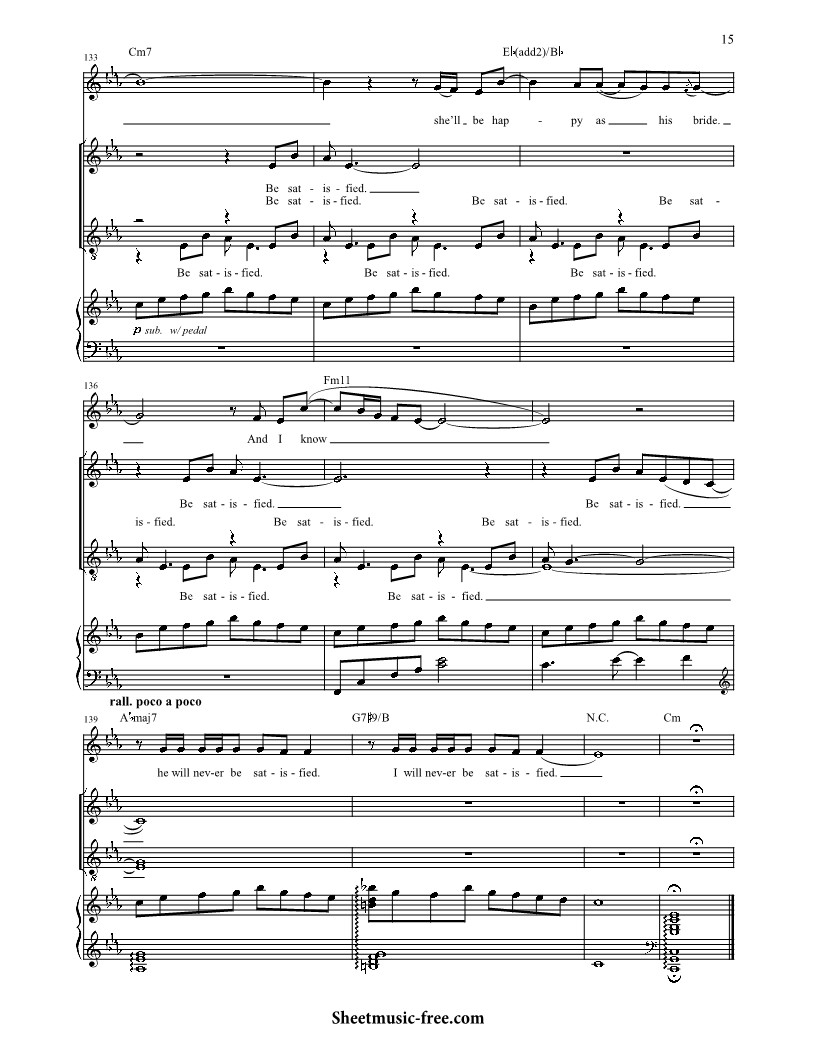 15
133
Cm7
E♭(add2)/B♭
she'll be hap - py as his bride.
Be sat - is - fied.
Be sat - is - fied. Be sat - is - fied. Be sat -
8
Be sat - is - fied. Be sat - is - fied. Be sat - is - fied.
p sub. w/ pedal
136
Fm11
And I know
Be sat - is - fied. Be sat - is - fied.
is - fied. Be sat - is - fied. Be sat - is - fied.
8
Be sat - is - fied. Be sat - is - fied.
rall. poco a poco
139
A♭maj7
G7♯9/B
N.C.
Cm
he will nev-er be sat - is - fied. I will nev-er be sat - is - fied.
8
Sheetmusic-free.com